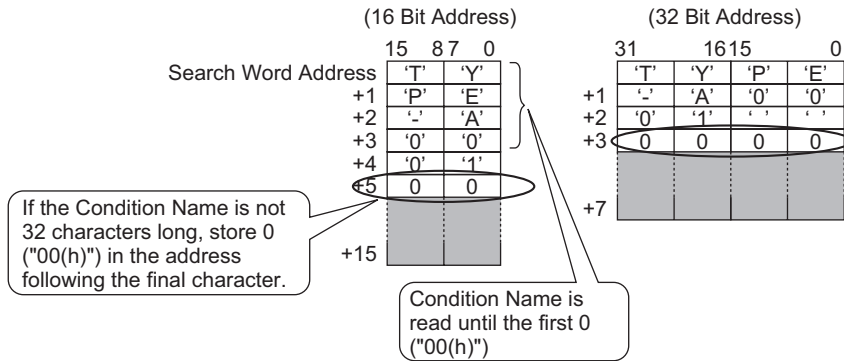 (16 Bit Address)
15 8 7 0
Search Word Address 'T' 'Y'
+1 'P' 'E'
+2 '-' 'A'
+3 '0' '0'
+4 '0' '1'
+5 0 0
+15
If the Condition Name is not
32 characters long, store 0
("00(h)") in the address
following the final character.
Condition Name is
read until the first 0
("00(h)")
(32 Bit Address)
31 16 15 0
'T' 'Y' 'P' 'E'
+1 '-' 'A' '0' '0'
+2 '0' '1' ' ' ' '
+3 0 0 0 0
+7